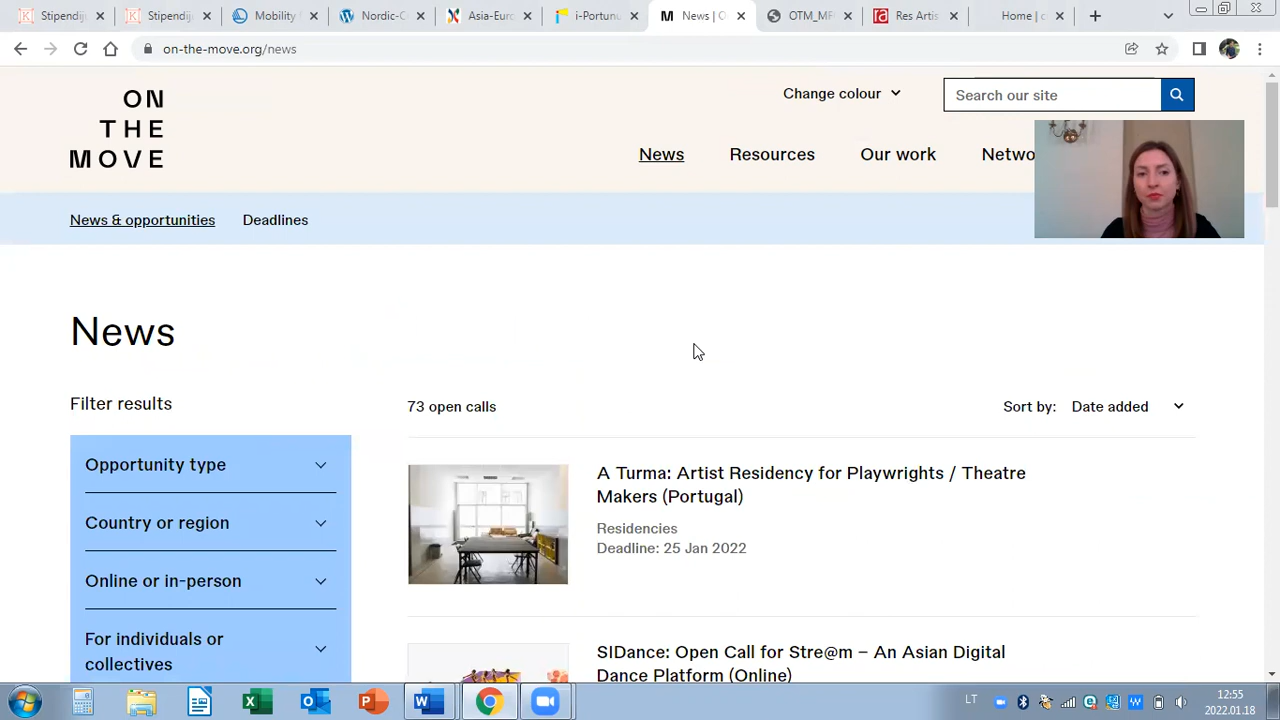 Stipendij
Stipendij
Mobility
Nordic-
Asia-Euro
i-Portunu
News | O
OTM_MF
Res Artis
Home | c
on-the-move.org/news
ON
THE
MOVE
Change colour
Search our site
News
Resources
Our work
Netwo
News & opportunities
Deadlines
News
Filter results
73 open calls
Sort by:
Date added
Opportunity type
Country or region
Online or in-person
For individuals or
collectives
A Turma: Artist Residency for Playwrights / Theatre
Makers (Portugal)
Residencies
Deadline: 25 Jan 2022
SIDance: Open Call for Stre@m – An Asian Digital
Dance Platform (Online)
LT
12:55
2022.01.18